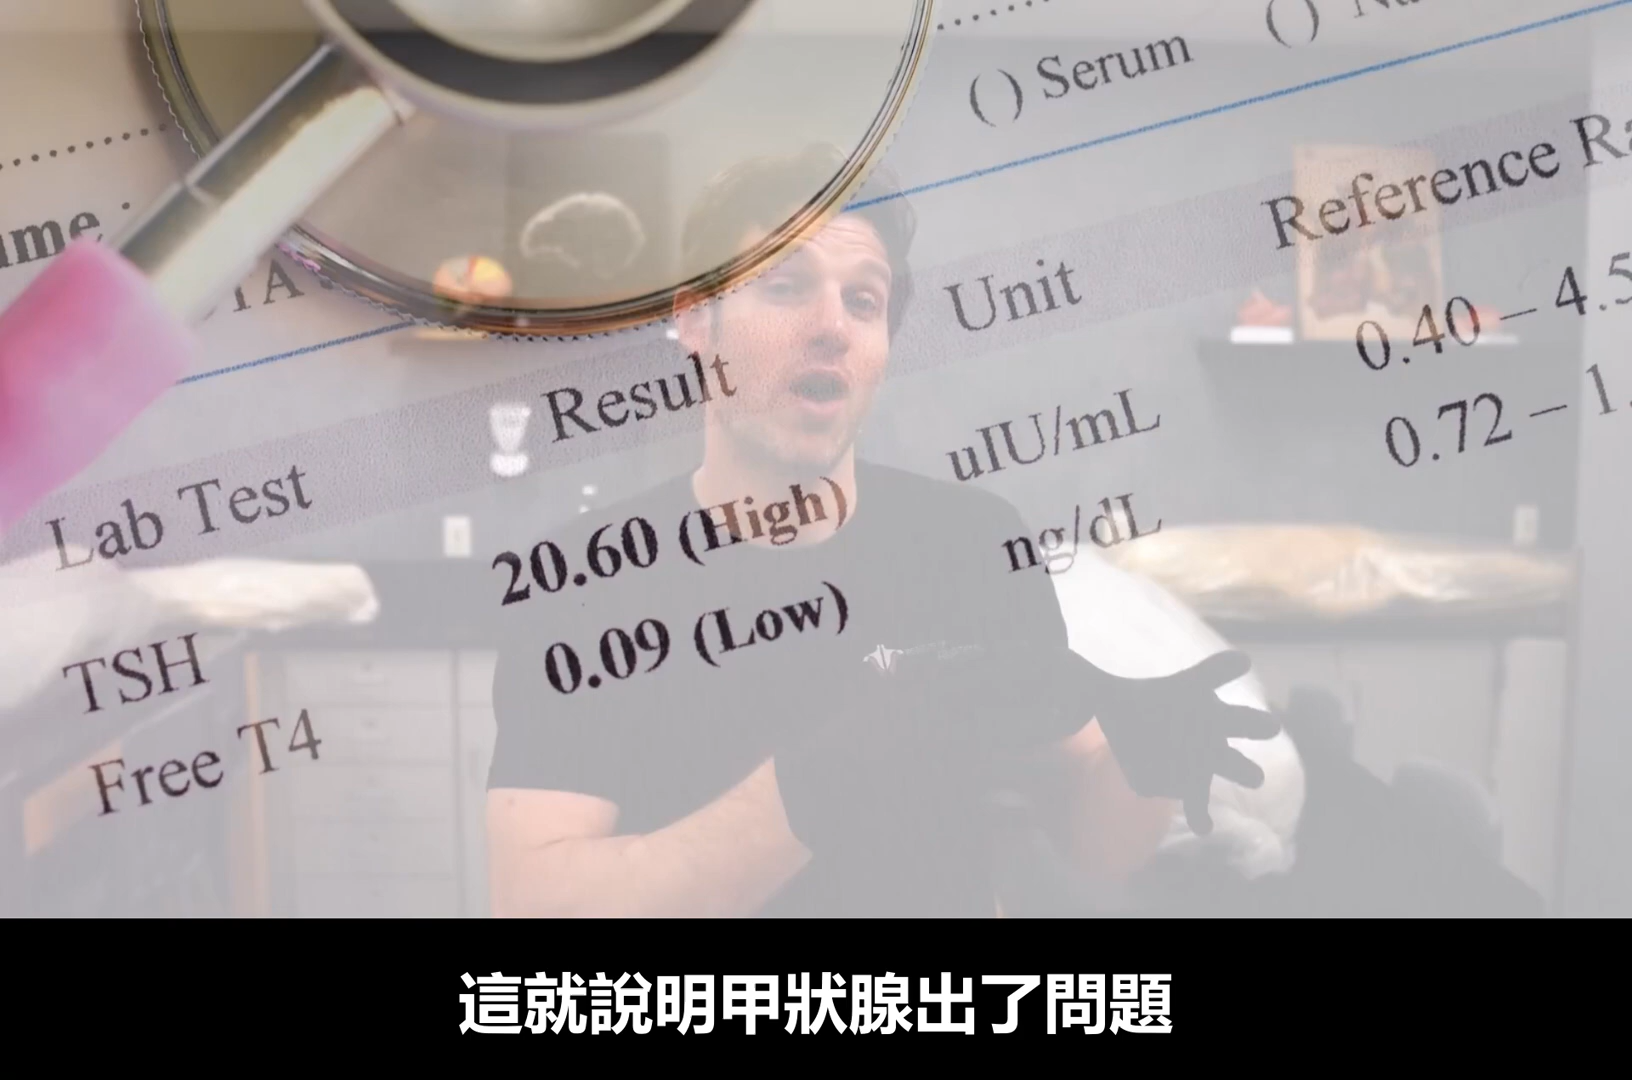 () Serum
Reference
Unit
Result
Lab Test
TSH 20.60 (High) uIU/mL 0.40 – 4.5
Free T4 0.09 (Low) ng/dL 0.72 – 1.
這就說明甲狀腺出了問題